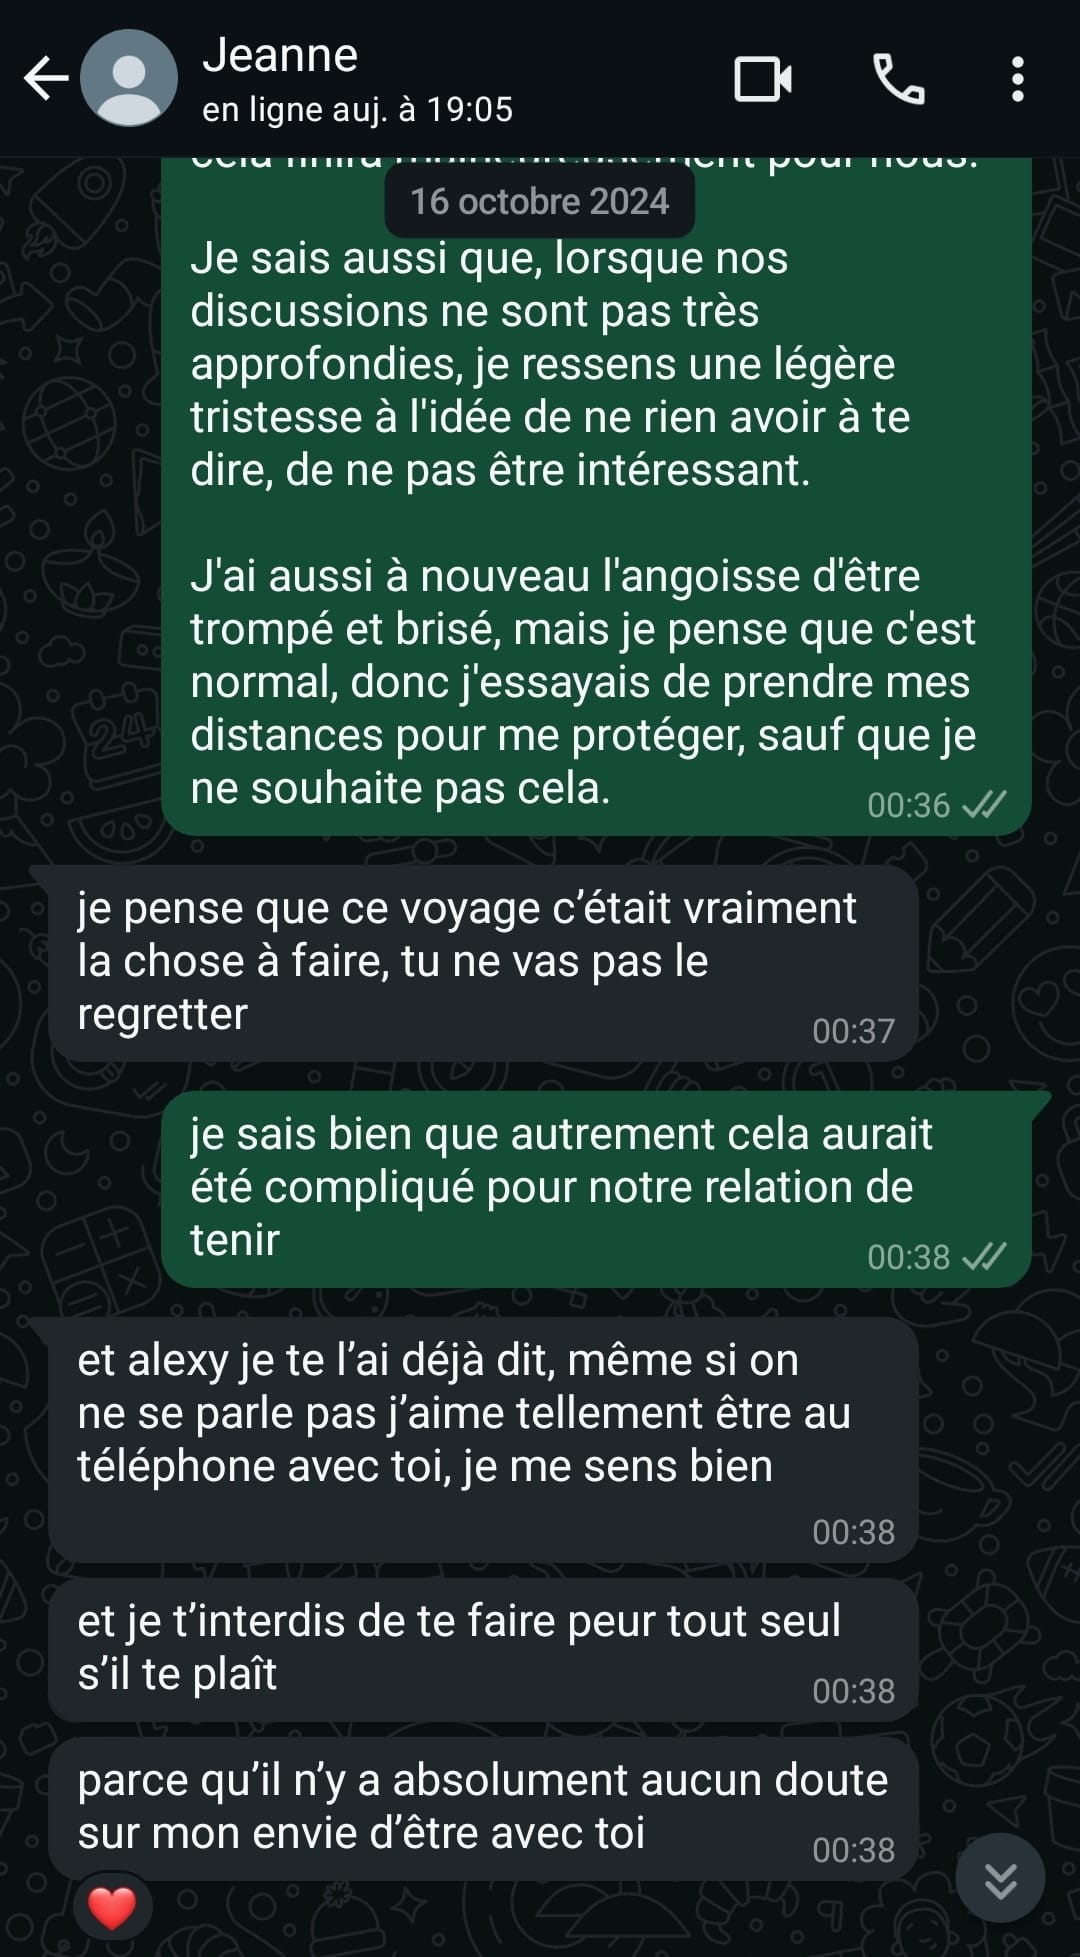 Jeanne
en ligne auj. à 19:05
16 octobre 2024
pour nous.
Je sais aussi que, lorsque nos
discussions ne sont pas très
approfondies, je ressens une légère
tristesse à l'idée de ne rien avoir à te
dire, de ne pas être intéressant.
J'ai aussi à nouveau l'angoisse d'être
trompé et brisé, mais je pense que c'est
normal, donc j'essayais de prendre mes
distances pour me protéger, sauf que je
ne souhaite pas cela.
00:36
je pense que ce voyage c’était vraiment
la chose à faire, tu ne vas pas le
regretter
00:37
je sais bien que autrement cela aurait
été compliqué pour notre relation de
tenir
00:38
et alexy je te l’ai déjà dit, même si on
ne se parle pas j’aime tellement être au
téléphone avec toi, je me sens bien
00:38
et je t’interdis de te faire peur tout seul
s’il te plaît
00:38
parce qu’il n’y a absolument aucun doute
sur mon envie d’être avec toi
00:38